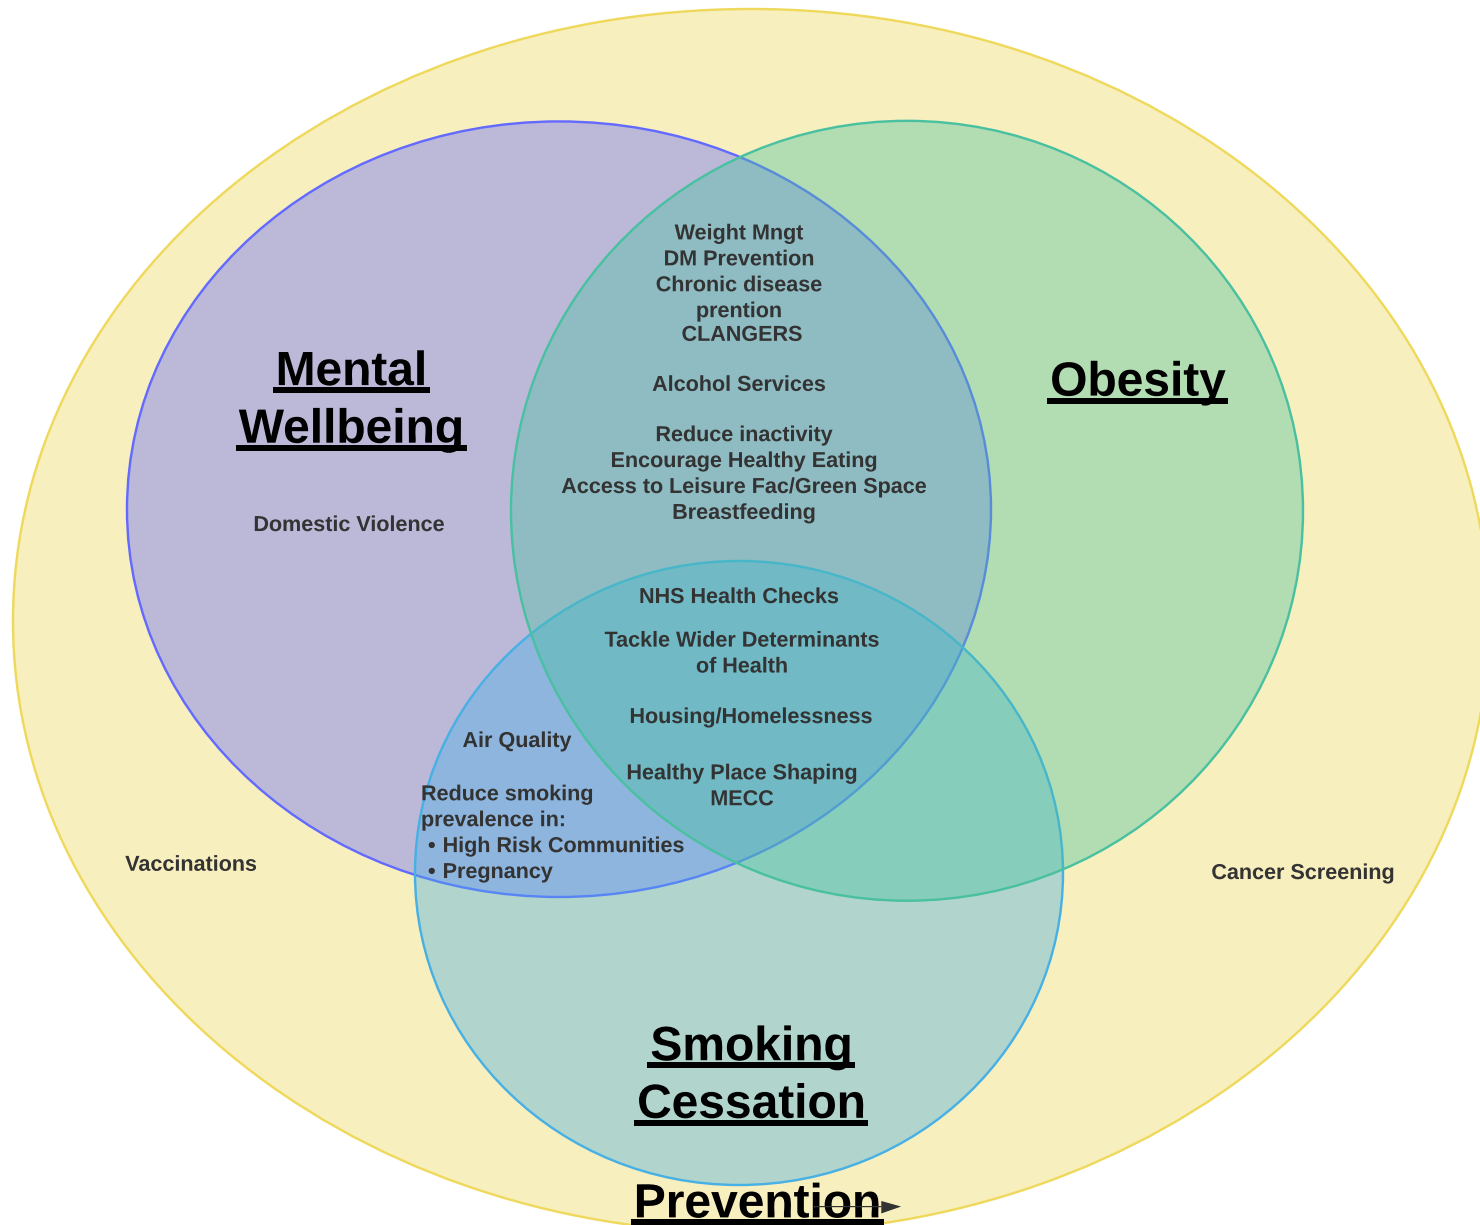 Weight Mngt
DM Prevention
Chronic disease
prention
CLANGERS
Mental
Wellbeing
Obesity
Alcohol Services
Reduce inactivity
Encourage Healthy Eating
Access to Leisure Fac/Green Space
Breastfeeding
Domestic Violence
NHS Health Checks
Tackle Wider Determinants
of Health
Housing/Homelessness
Air Quality
Healthy Place Shaping
MECC
Reduce smoking
prevalence in:
• High Risk Communities
• Pregnancy
Vaccinations
Cancer Screening
Smoking
Cessation
Prevention